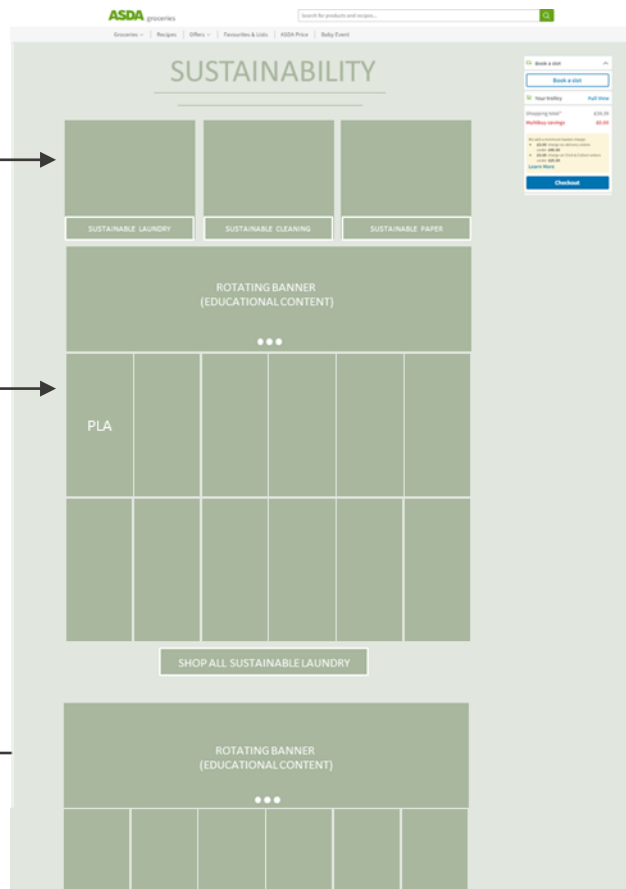 ASDA groceries
Search for products and recipes...
Groceries Recipes Offers Favourites & Lists ASDA Price Baby Event
SUSTAINABILITY
Book a slot
Book a slot
Your trolley Full View
Shopping total
Multibuy savings £0.00
Learn More
Checkout
SUSTAINABLE LAUNDRY
SUSTAINABLE CLEANING
SUSTAINABLE PAPER
ROTATING BANNER
(EDUCATIONAL CONTENT)
PLA
SHOP ALL SUSTAINABLE LAUNDRY
ROTATING BANNER
(EDUCATIONAL CONTENT)